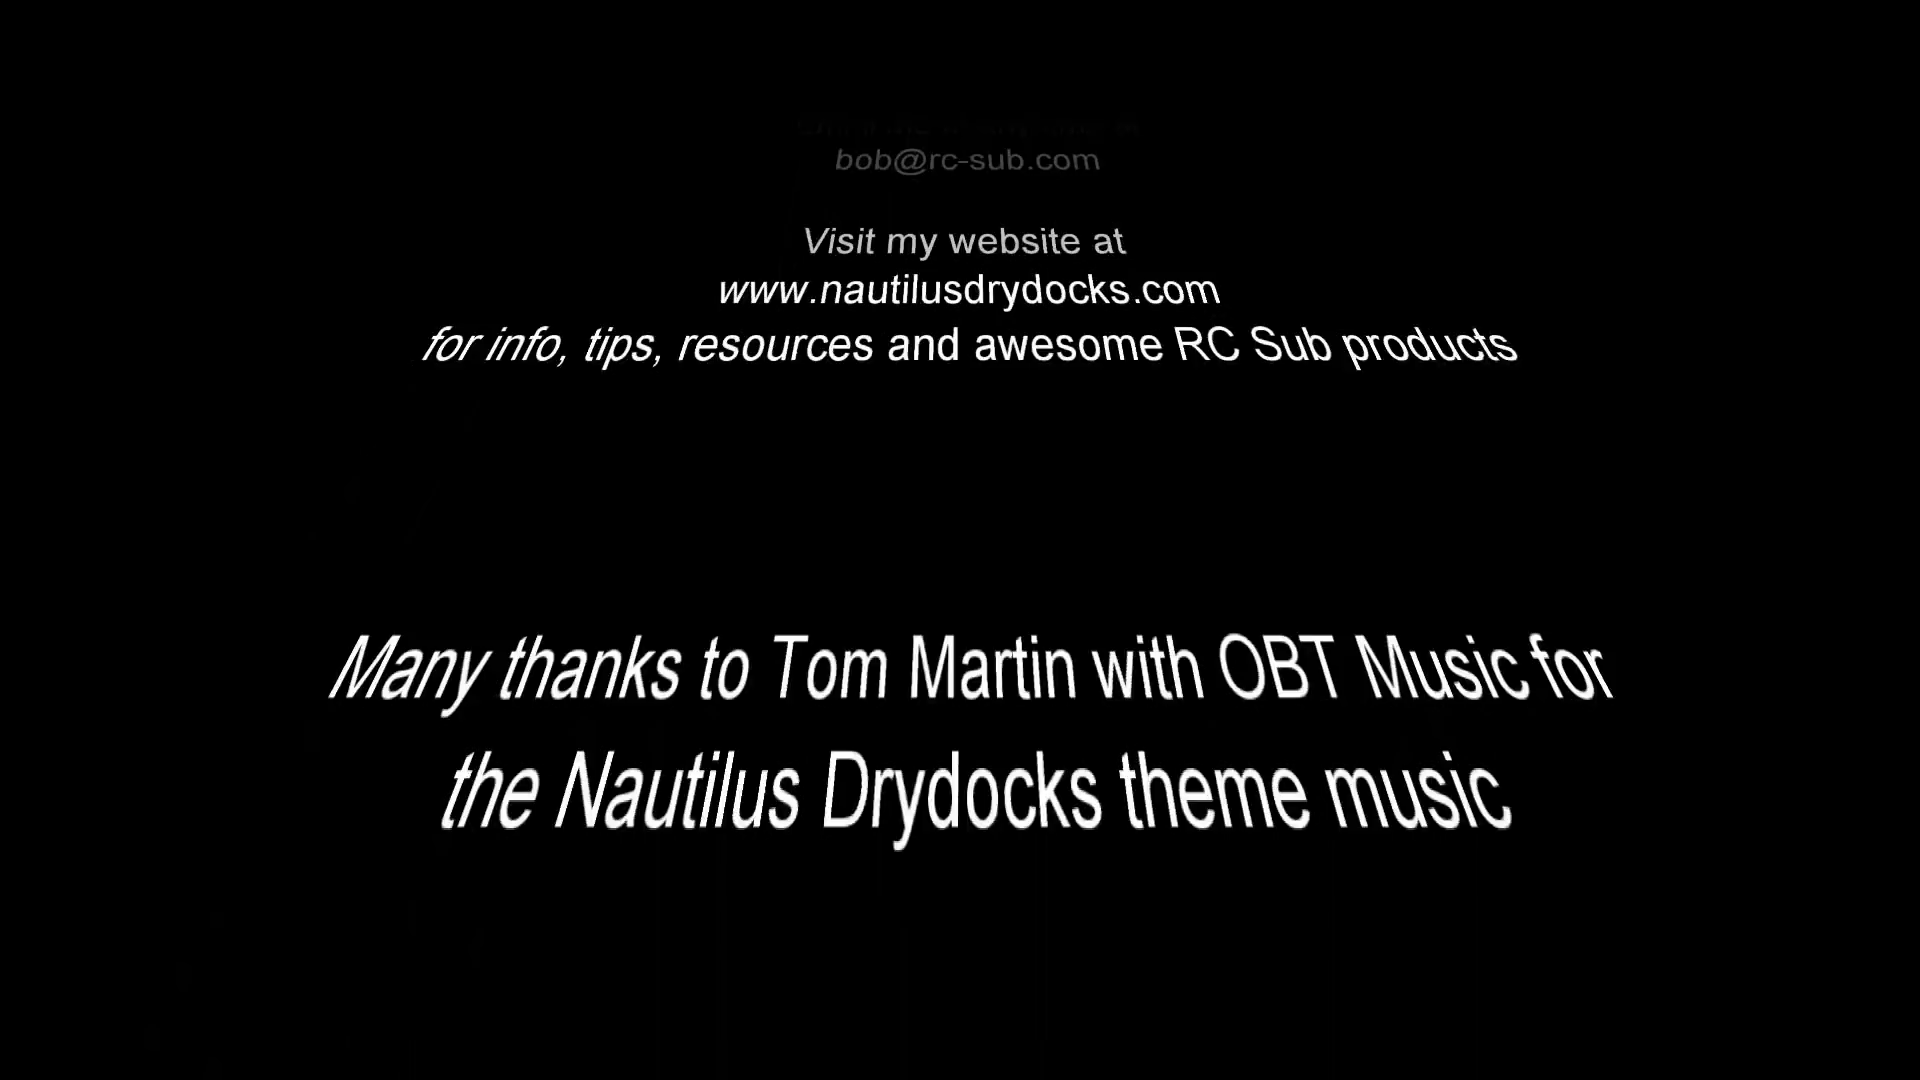 bob@rc-sub.com
Visit my website at
www.nautilusdrydocks.com
for info, tips, resources and awesome RC Sub products
Many thanks to Tom Martin with OBT Music for
the Nautilus Drydocks theme music